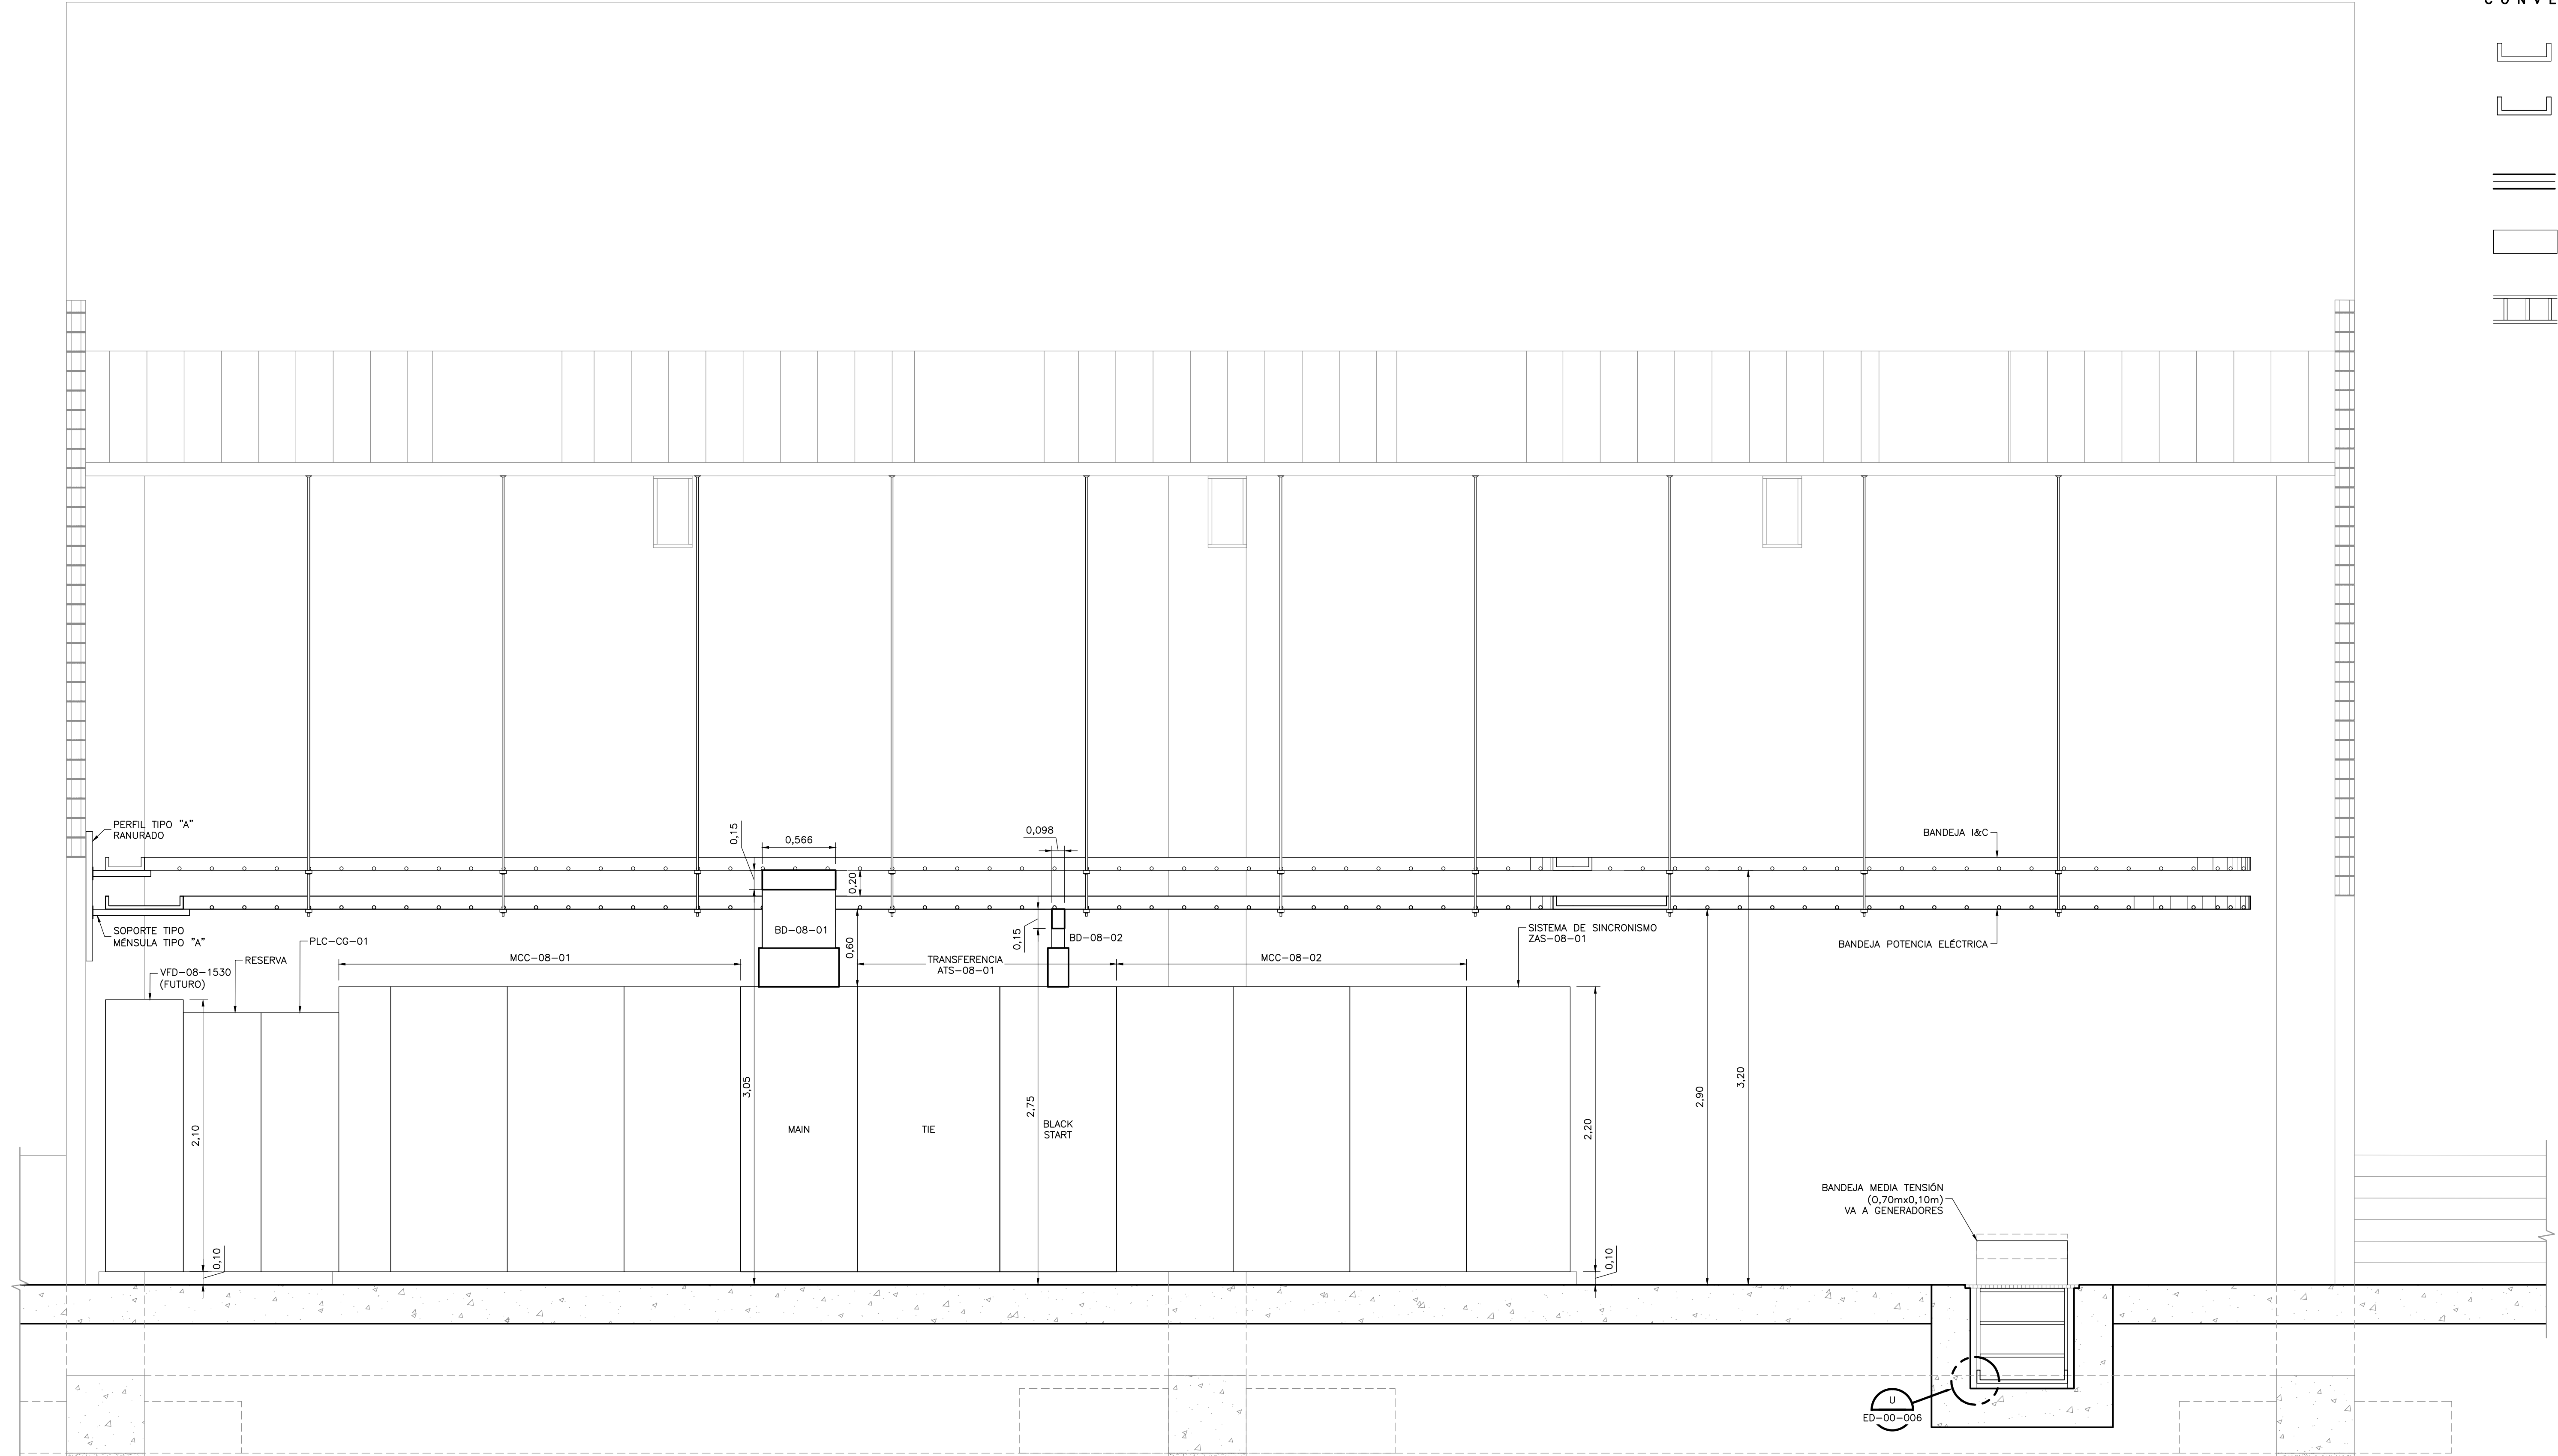 C O N V E
PERFIL TIPO "A"
RANURADO
0,15
0,566
0,098
BANDEJA I&C
0,20
SOPORTE TIPO
MÉNSULA TIPO "A"
PLC-CG-01
BD-08-01
0,60
0,15
BD-08-02
SISTEMA DE SINCRONISMO
ZAS-08-01
BANDEJA POTENCIA ELÉCTRICA
RESERVA
VFD-08-1530
(FUTURO)
MCC-08-01
TRANSFERENCIA
ATS-08-01
MCC-08-02
2,10
3,05
2,75
2,90
3,20
MAIN
TIE
BLACK
START
2,20
BANDEJA MEDIA TENSIÓN
(0,70mx0,10m)
VA A GENERADORES
0,10
0,10
U
ED-00-006